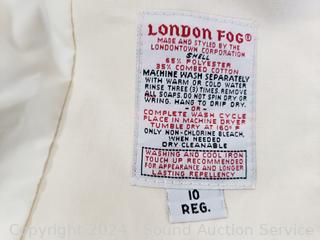 LONDON FOG®
MADE AND STYLED BY THE
LONDONTOWN CORPORATION
SHELL
65% POLYESTER
35% COMBED COTTON
MACHINE WASH SEPARATELY
WITH WARM OR COLD WATER
RINSE THREE (3) TIMES. REMOVE
ALL SOAPS. DO NOT SPIN DRY OR
WRING. HANG TO DRIP DRY.
- OR -
COMPLETE WASH CYCLE
PLACE IN MACHINE DRYER
TUMBLE DRY AT 160° F
ONLY NON-CHLORINE BLEACH,
WHEN NEEDED
DRY CLEANABLE
WASHING AND COOL IRON
TOUCH UP RECOMMENDED
FOR APPEARANCE AND LONGER
LASTING REPELLENCY
10
REG.
Copyright 2024 Sound Auction Service